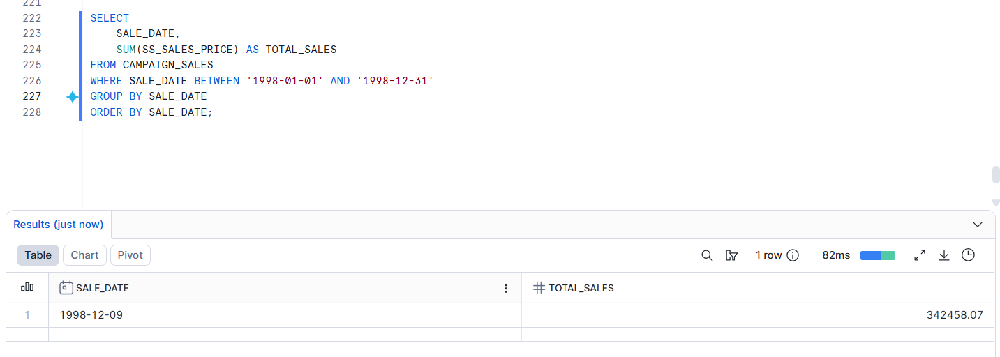 221
222 SELECT
223 SALE_DATE,
224 SUM(SS_SALES_PRICE) AS TOTAL_SALES
225 FROM CAMPAIGN_SALES
226 WHERE SALE_DATE BETWEEN '1998-01-01' AND '1998-12-31'
227 GROUP BY SALE_DATE
228 ORDER BY SALE_DATE;
Results (just now)
Table Chart Pivot 1 row 82ms
SALE_DATE TOTAL_SALES
1 1998-12-09 342458.07